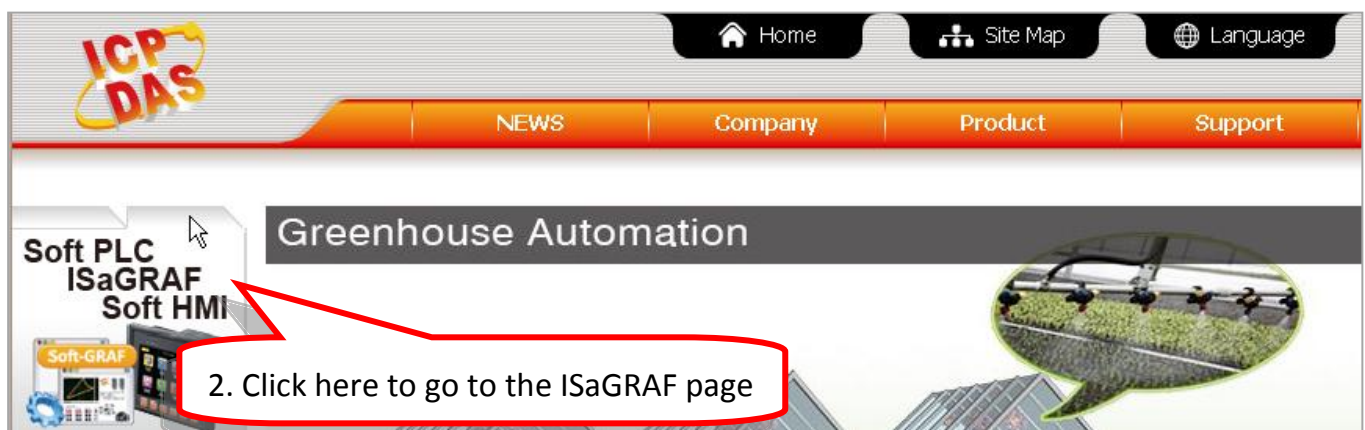 ICP
DAS
Home
Site Map
Language
NEWS
Company
Product
Support
Greenhouse Automation
Soft PLC
ISaGRAF
Soft HMI
Soft-GRAF
2. Click here to go to the ISaGRAF page